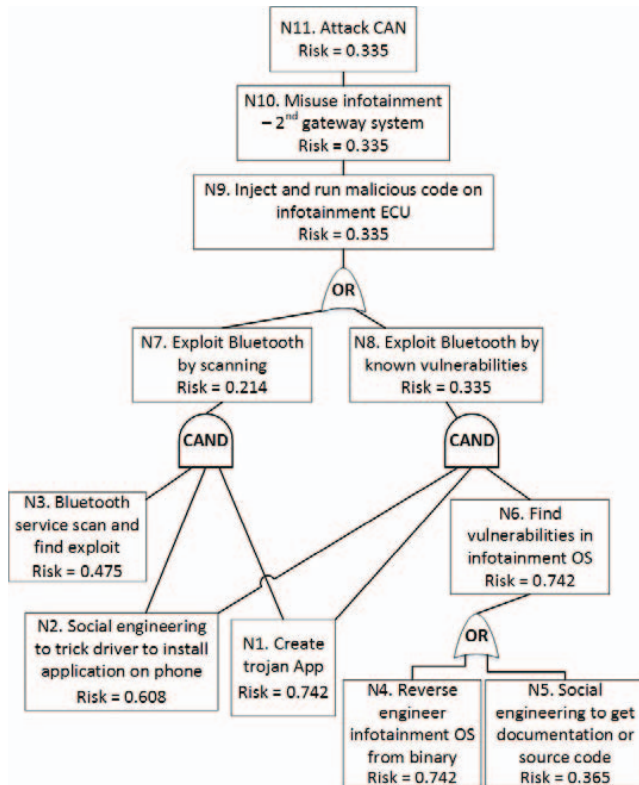 N11. Attack CAN
Risk = 0.335
N10. Misuse infotainment
– 2nd gateway system
Risk = 0.335
N9. Inject and run malicious code on
infotainment ECU
Risk = 0.335
OR
N7. Exploit Bluetooth
by scanning
Risk = 0.214
N8. Exploit Bluetooth by
known vulnerabilities
Risk = 0.335
CAND
CAND
N3. Bluetooth
service scan and
find exploit
Risk = 0.475
N6. Find
vulnerabilities in
infotainment OS
Risk = 0.742
N2. Social engineering
to trick driver to install
application on phone
Risk = 0.608
N1. Create
trojan App
Risk = 0.742
OR
N4. Reverse
engineer
infotainment OS
from binary
Risk = 0.742
N5. Social
engineering to get
documentation or
source code
Risk = 0.365